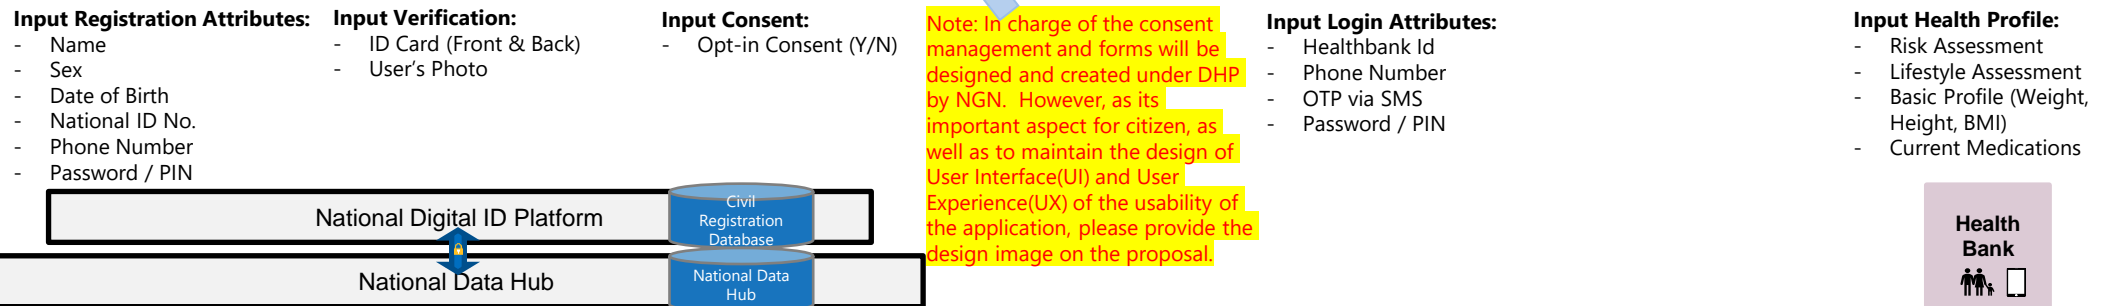 Input Registration Attributes:
- Name
- Sex
- Date of Birth
- National ID No.
- Phone Number
- Password / PIN
Input Verification:
- ID Card (Front & Back)
- User's Photo
Input Consent:
- Opt-in Consent (Y/N)
Note: In charge of the consent
management and forms will be
designed and created under DHP
by NGN. However, as its
important aspect for citizen, as
well as to maintain the design of
User Interface(UI) and User
Experience(UX) of the usability of
the application, please provide the
design image on the proposal.
Input Login Attributes:
- Healthbank Id
- Phone Number
- OTP via SMS
- Password / PIN
Input Health Profile:
- Risk Assessment
- Lifestyle Assessment
- Basic Profile (Weight,
Height, BMI)
- Current Medications
National Digital ID Platform
Civil
Registration
Database
National Data Hub
National Data
Hub
Health
Bank